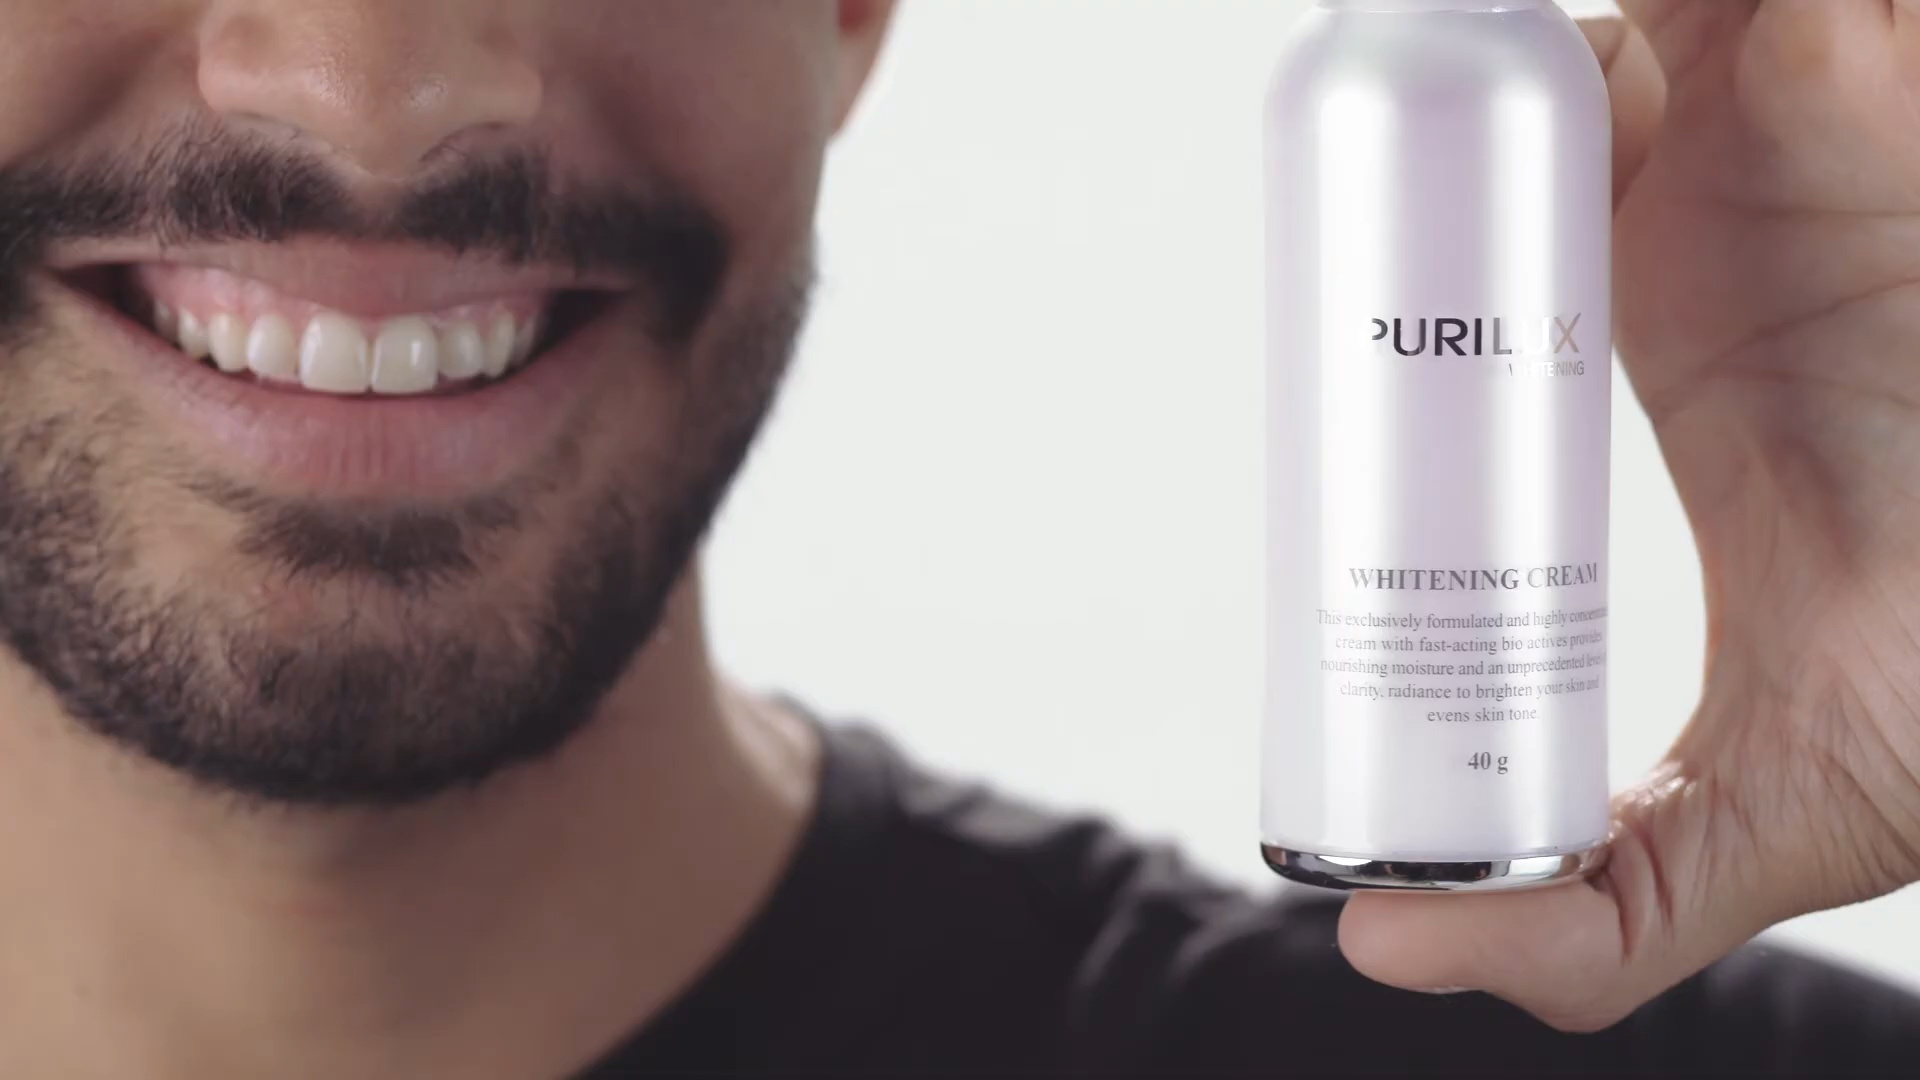 PURILUX
WHITENING
WHITENING CREAM
This exclusively formulated and highly
cream with fast-acting bio actives provides
nourishing moisture and an unprecedented
clarity, radiance to brighten your skin and
evens skin tone
40 g